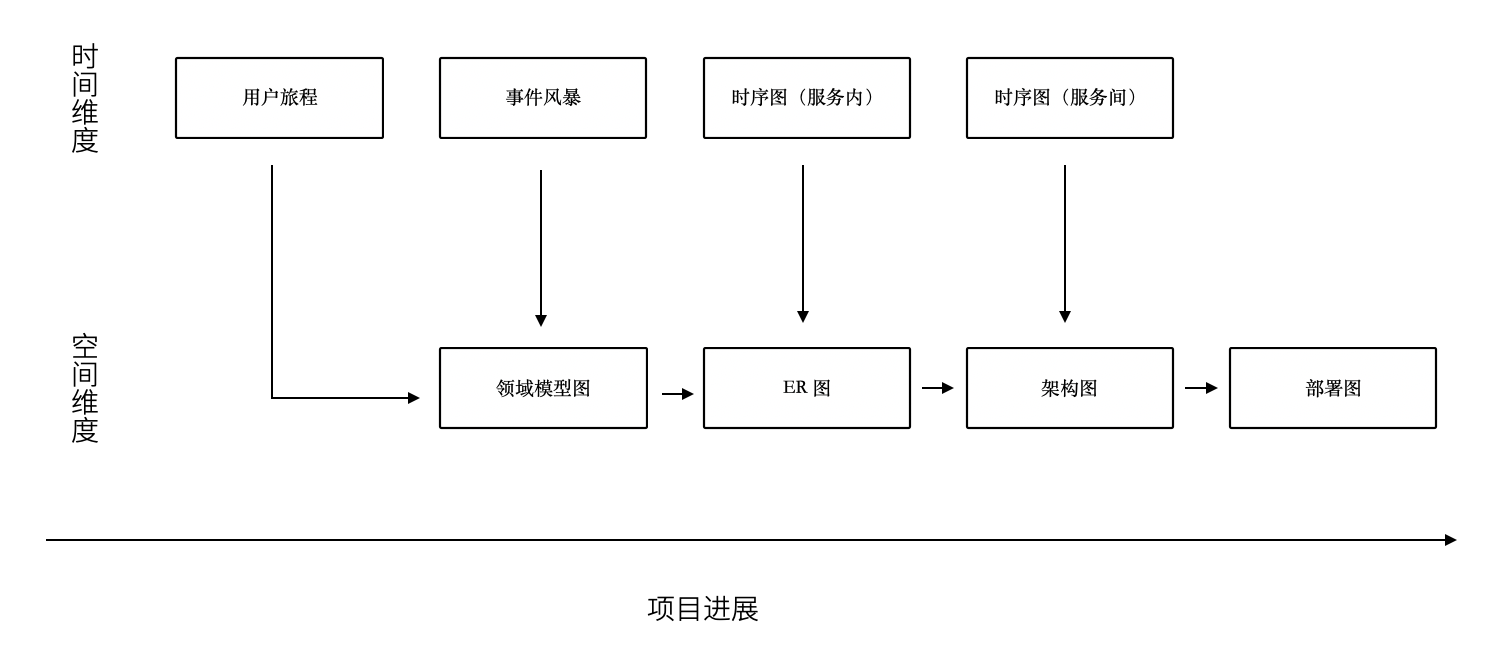 时间维度
用户旅程
事件风暴
时序图（服务内）
时序图（服务间）
空间维度
领域模型图
ER 图
架构图
部署图
项目进展